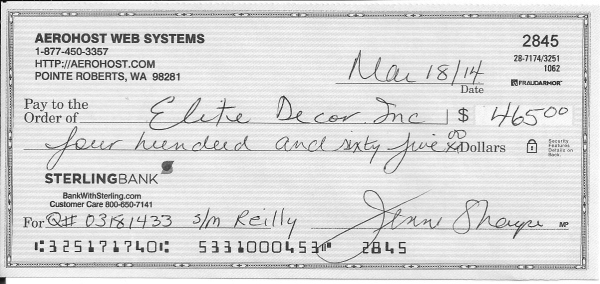 AEROHOST WEB SYSTEMS
1-877-450-3357
HTTP://AEROHOST.COM
POINTE ROBERTS, WA 98281
2845
28-7174/3251
1062
Mar 18/14
Date
FRAUDARMOR
Pay to the
Order of Elite Decor Inc $ 465.00
four hundred and sixty five 00/xx Dollars
Security
Features
Details on
Back
STERLINGBANK
BankWithSterling.com
Customer Care 800-650-7141
For Q# 03181433 s/m Reilly Jenni Sharpe MP
325171740 5331000453 2845